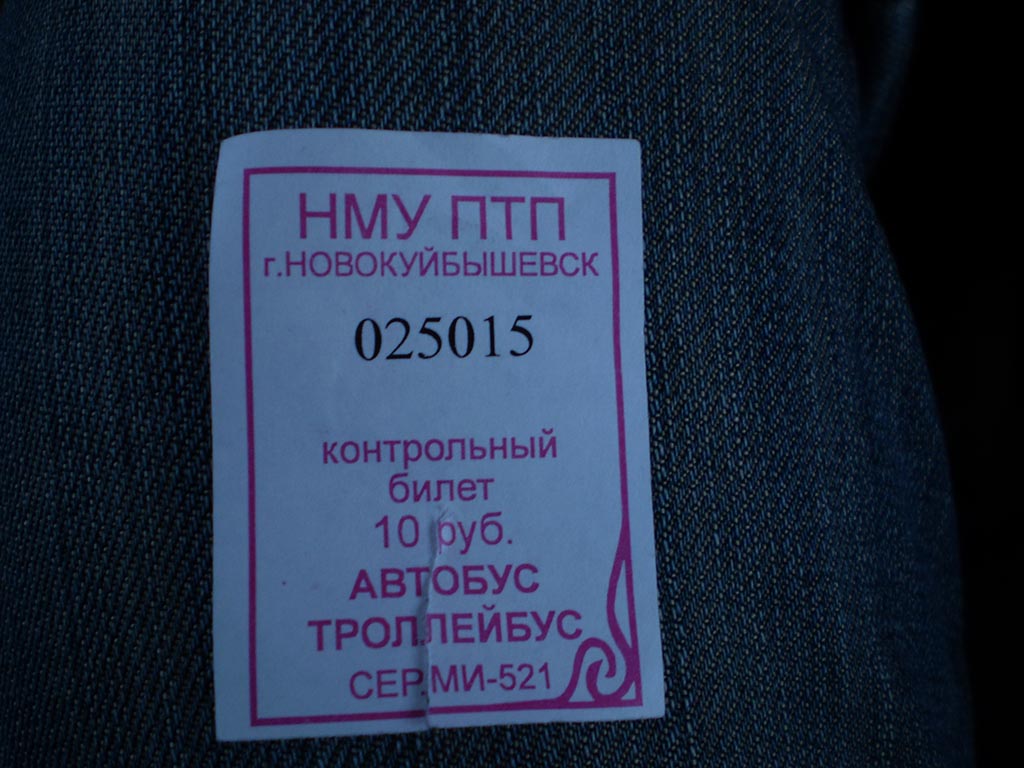 НМУ ПТП
г.НОВОКУЙБЫШЕВСК
025015
контрольный
билет
10 руб.
АВТОБУС
ТРОЛЛЕЙБУС
СЕР.МИ-521